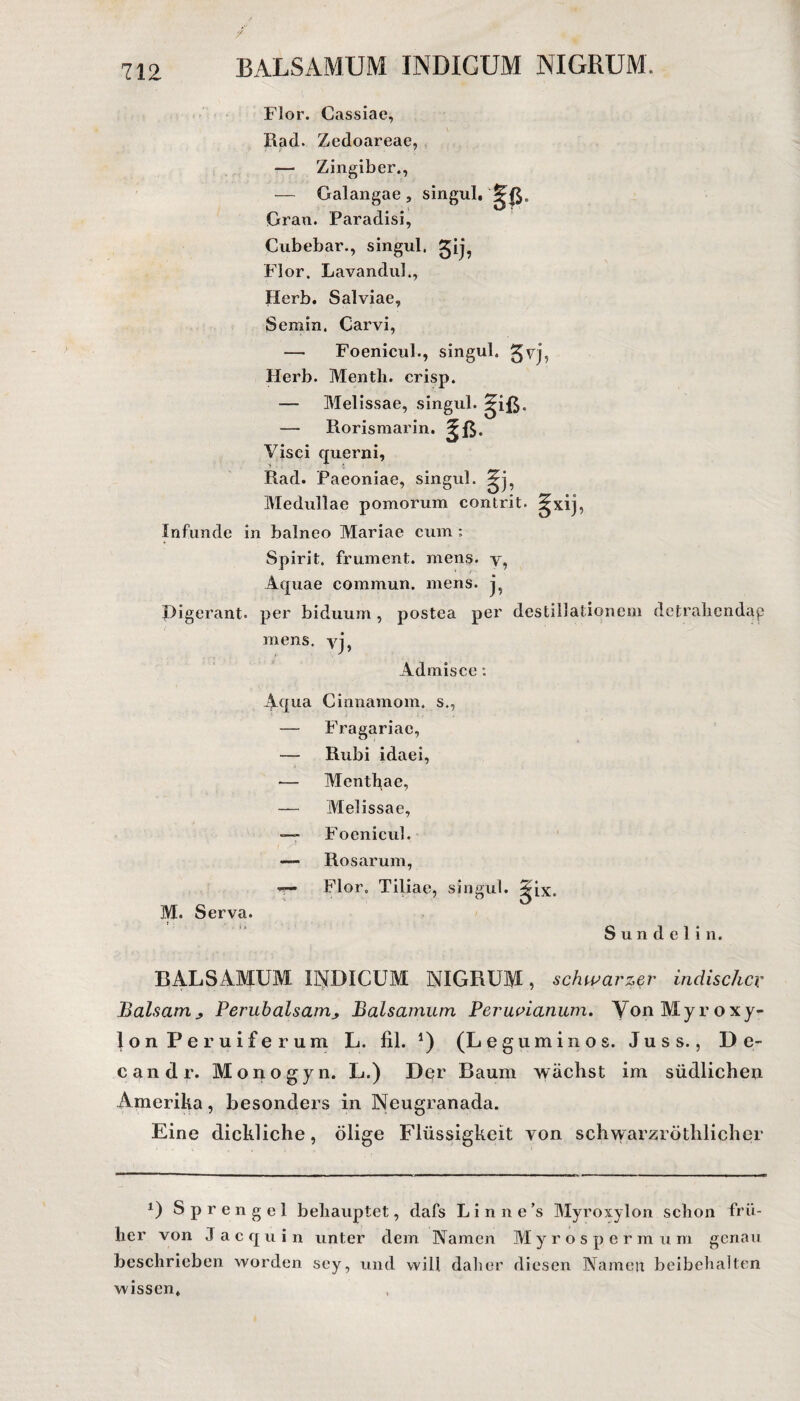 712 BALSAMUM INDICUM NIGRUM.
Flor. Cassiae,
Rad. Zedoareae,
— Zingiber.,
— Galangae, singul. ℥ß.
Gran. Paradisi,
Cubebar., singul. ʒij,
Flor. Lavandul.,
Herb. Salviae,
Semin. Carvi,
— Foenicul., singul. ʒvj,
Herb. Menth. crisp.
— Melissae, singul. ℥iß.
— Rorismarin. ℥ß.
Visci querni,
Rad. Paeoniae, singul. ℥j,
Medullae pomorum contrit. ℥xij,
Infunde in balneo Mariae cum:
Spirit. frument. mens. v,
Aquae commun. mens. j,
Digerant. per biduum, postea per destillationem detrahendae
mens. vj,
Admisce:
Aqua Cinnamom. s.,
— Fragariae,
— Rubi idaei,
— Menthae,
— Melissae,
— Foenicul.
— Rosarum,
— Flor. Tiliae, singul. ℥ix.
M. Serva.
Sundelin.
BALSAMUM INDICUM NIGRUM, schwarzer indischer
Balsam, Perubalsam, Balsamum Peruvianum. Von Myroxy-
lon Peruiferum L. fil. ¹) (Leguminos. Juss., De-
candr. Monogyn. L.) Der Baum wächst im südlichen
Amerika, besonders in Neugranada.
Eine dickliche, ölige Flüssigkeit von schwarzröthlicher
¹) Sprengel behauptet, dafs Linne's Myroxylon schon frü-
her von Jacquin unter dem Namen Myrospermum genau
beschrieben worden sey, und will daher diesen Namen beibehalten
wissen.